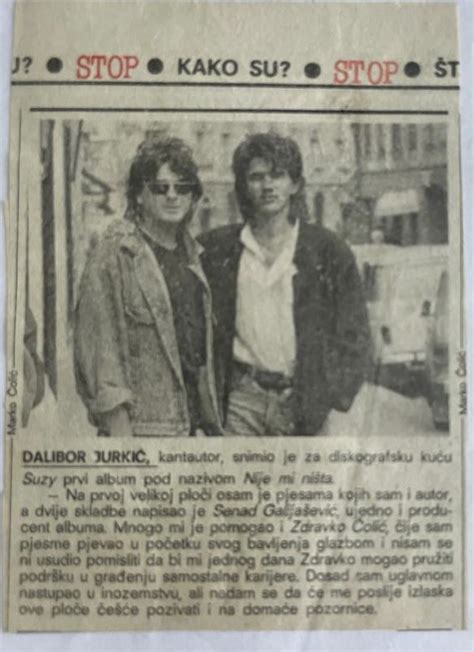 J? ● STOP ● KAKO SU? ● STOP ● ŠT
Marko Čolić
Marko Čolić
DALIBOR JURKIĆ, kantautor, snimio je za diskografsku kuću
Suzy prvi album pod nazivom Nije mi ništa.
— Na prvoj velikoj ploči osam je pjesama kojih sam i autor,
a dvije skladbe napisao je Senad Galijašević, ujedno i produ-
cent albuma. Mnogo mi je pomogao i Zdravko Čolić, čije sam
pjesme pjevao u početku svog bavljenja glazbom i nisam se
ni usudio pomisliti da bi mi jednog dana Zdravko mogao pružiti
podršku u građenju samostalne karijere. Dosad sam uglavnom
nastupao u inozemstvu, ali nadam se da će me poslije izlaska
ove ploče češće pozivati i na domaće pozornice.